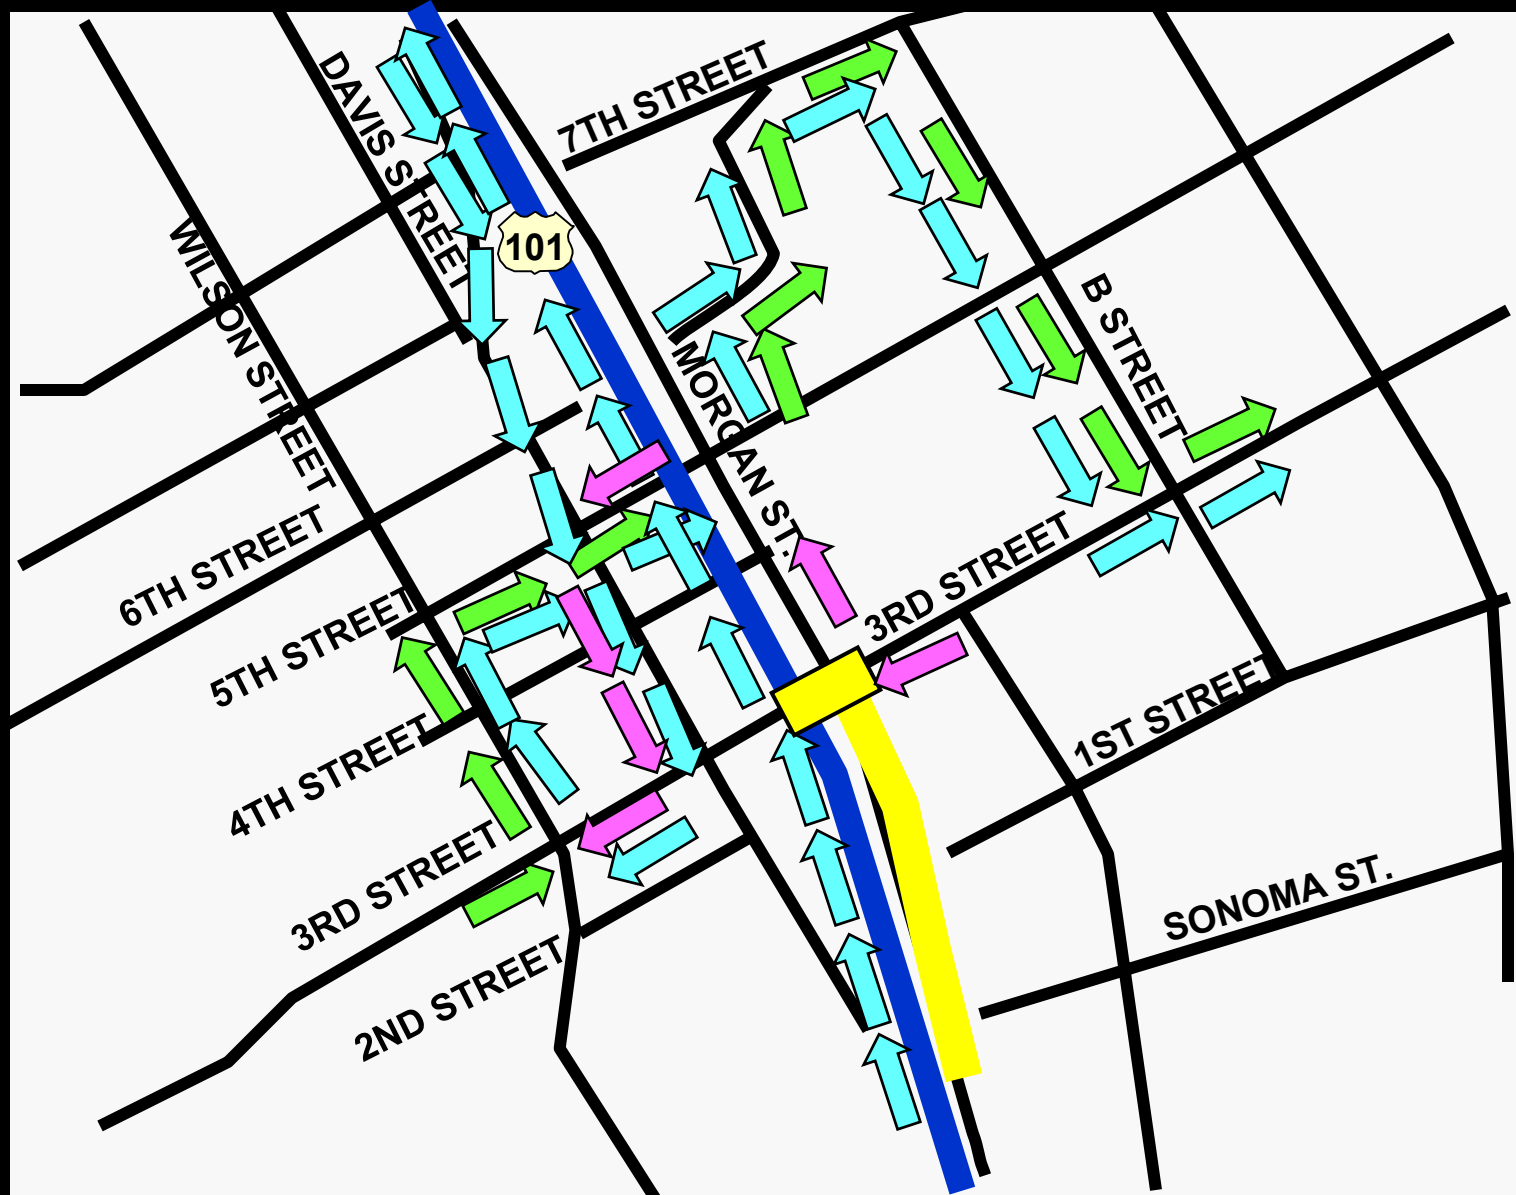 DAVIS STREET
7TH STREET
WILSON STREET
101
B STREET
MORGAN ST.
6TH STREET
3RD STREET
5TH STREET
1ST STREET
4TH STREET
3RD STREET
SONOMA ST.
2ND STREET